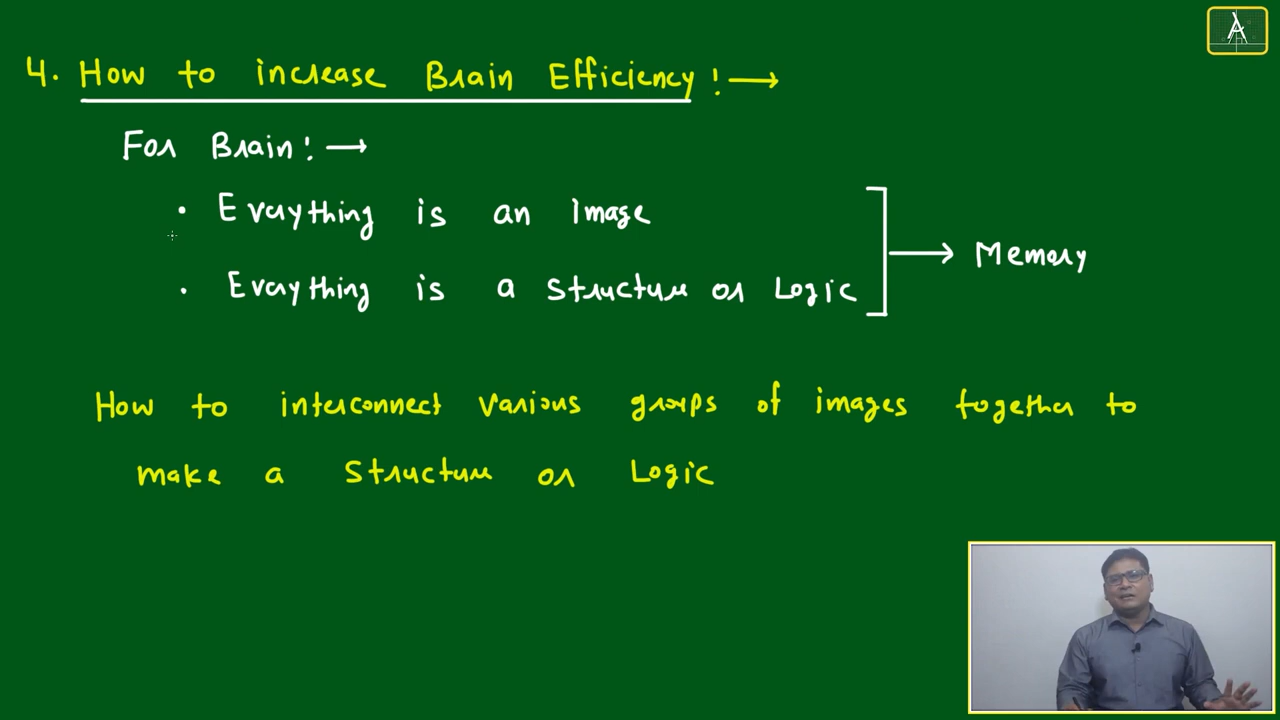 4. How to increase Brain Efficiency :→
For Brain :→
• Everything is an image
• Everything is a structure or Logic
Memory
How to interconnect various groups of images together to
make a structure or Logic